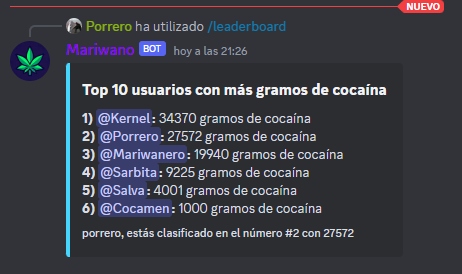 NUEVO
Porrero ha utilizado /leaderboard
Mariwano BOT hoy a las 21:26
Top 10 usuarios con más gramos de cocaína
1) @Kernel: 34370 gramos de cocaína
2) @Porrero: 27572 gramos de cocaína
3) @Mariwanero: 19940 gramos de cocaína
4) @Sarbita: 9225 gramos de cocaína
5) @Salva: 4001 gramos de cocaína
6) @Cocamen: 1000 gramos de cocaína
porrero, estás clasificado en el número #2 con 27572